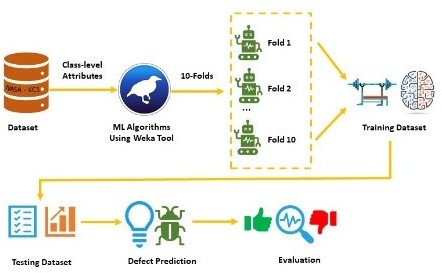 Class-level
Attributes
10-Folds
Fold 1
Fold 2
...
Fold 10
NASA - KC1
Dataset
ML Algorithms
Using Weka Tool
Training Dataset
Testing Dataset
Defect Prediction
Evaluation